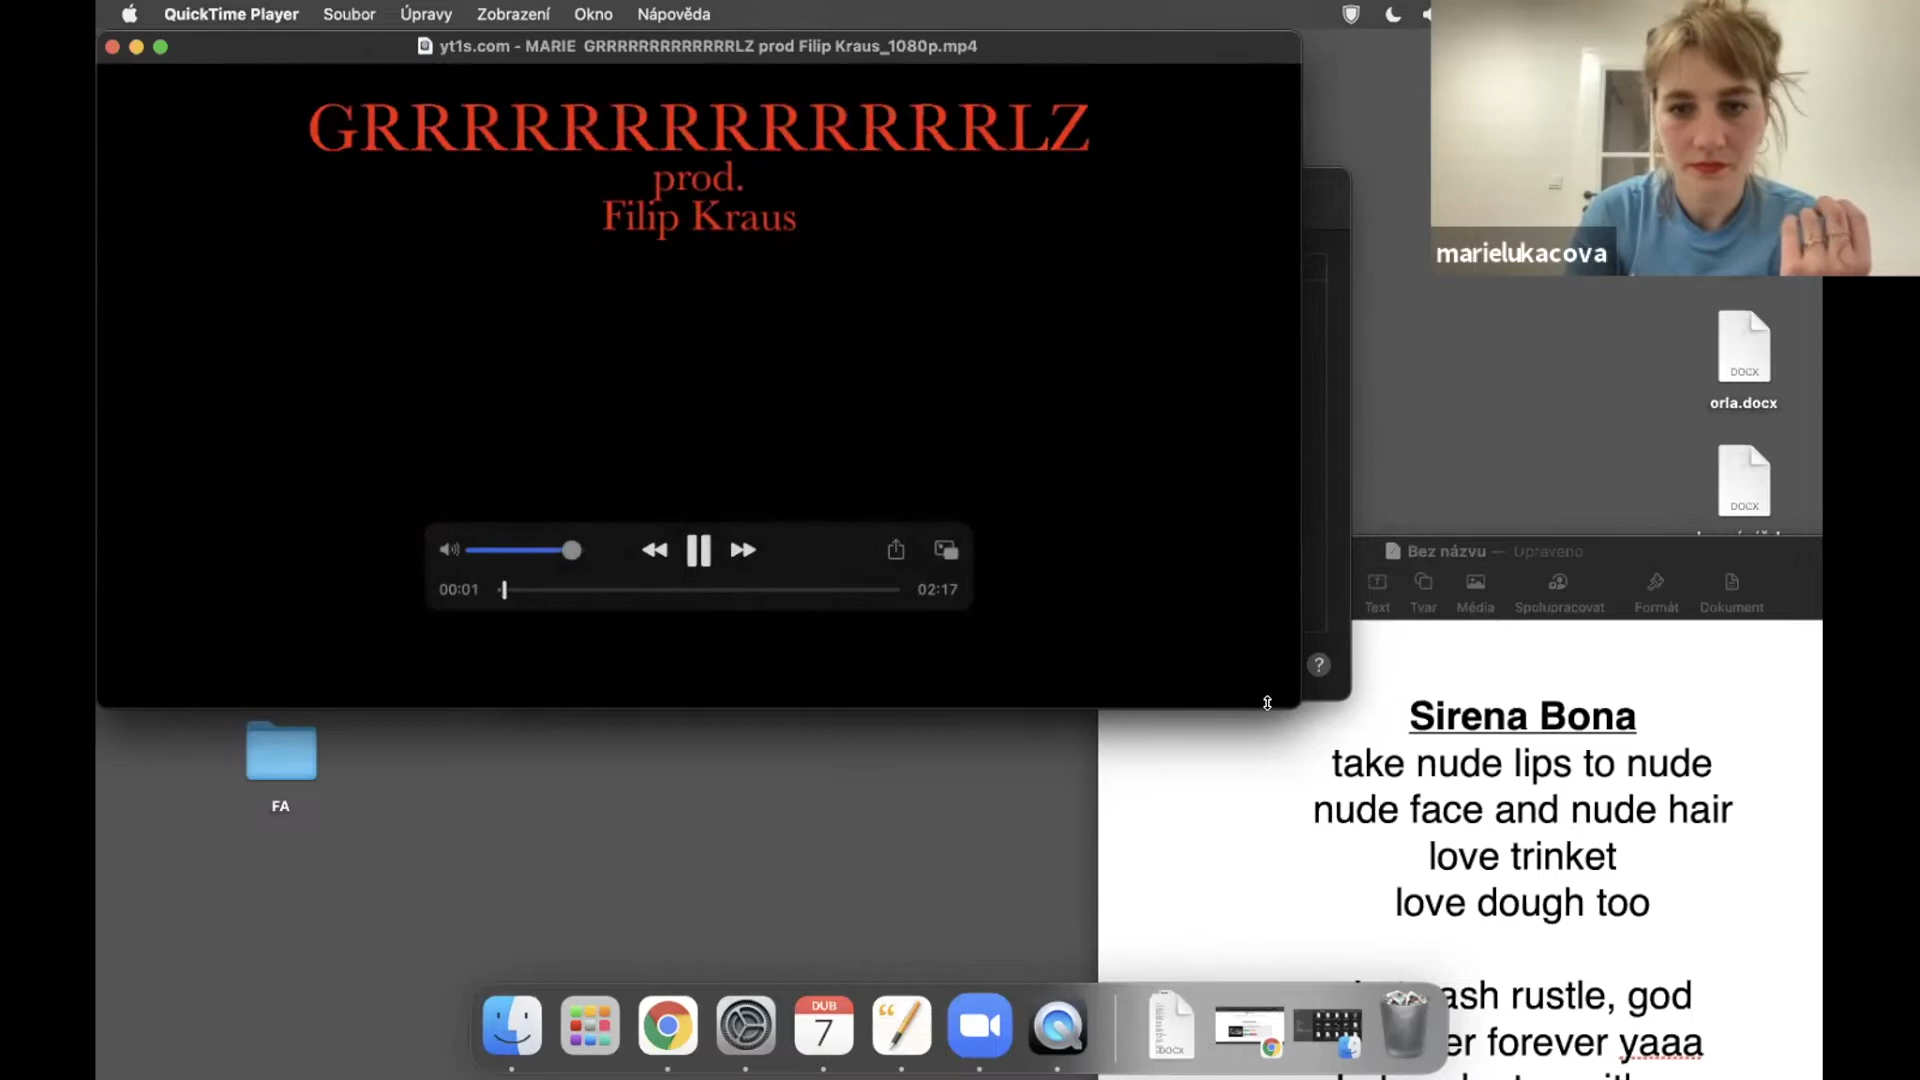 QuickTime Player Soubor Úpravy Zobrazení Okno Nápověda
yt1s.com - MARIE GRRRRRRRRRRRRRLZ prod Filip Kraus_1080p.mp4
GRRRRRRRRRRRRRLZ
prod.
Filip Kraus
00:01 02:17
marielukacova
DOCX
orla.docx
DOCX
Bez názvu — Upraveno
Text Tvar Média Spolupracovat Formát Dokument
?
Sirena Bona
take nude lips to nude
nude face and nude hair
love trinket
love dough too
ash rustle, god
forever yaaa
FA
DUB
7
DOCX